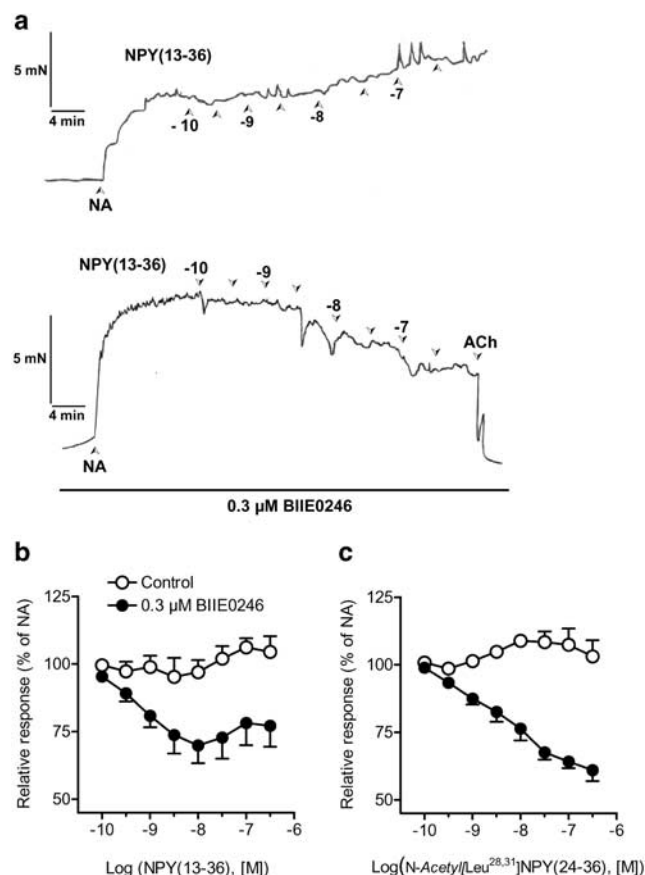 a
NPY(13-36)
5 mN
4 min
- 10
-9
-8
-7
NA
NPY(13-36)
-10
-9
-8
-7
ACh
5 mN
4 min
NA
0.3 µM BIIE0246
b
c
Control
0.3 µM BIIE0246
Relative response (% of NA)
125
100
75
50
-10 -9 -8 -7 -6
Log (NPY(13-36), [M])
Relative response (% of NA)
125
100
75
50
-10 -9 -8 -7 -6
Log(N-Acetyl[Leu28,31]NPY(24-36), [M])